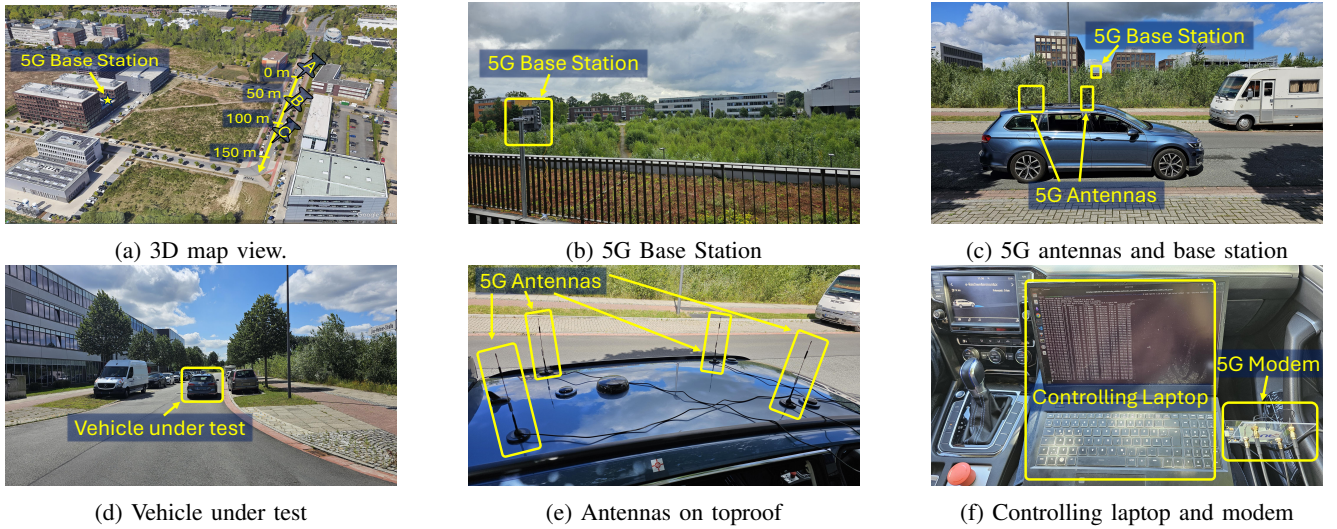 5G Base Station
0 m
50 m
100 m
150 m
A
B
C
5G Base Station
5G Base Station
5G Antennas
(a) 3D map view.
(b) 5G Base Station
(c) 5G antennas and base station
Vehicle under test
5G Antennas
Controlling Laptop
5G Modem
(d) Vehicle under test
(e) Antennas on toproof
(f) Controlling laptop and modem